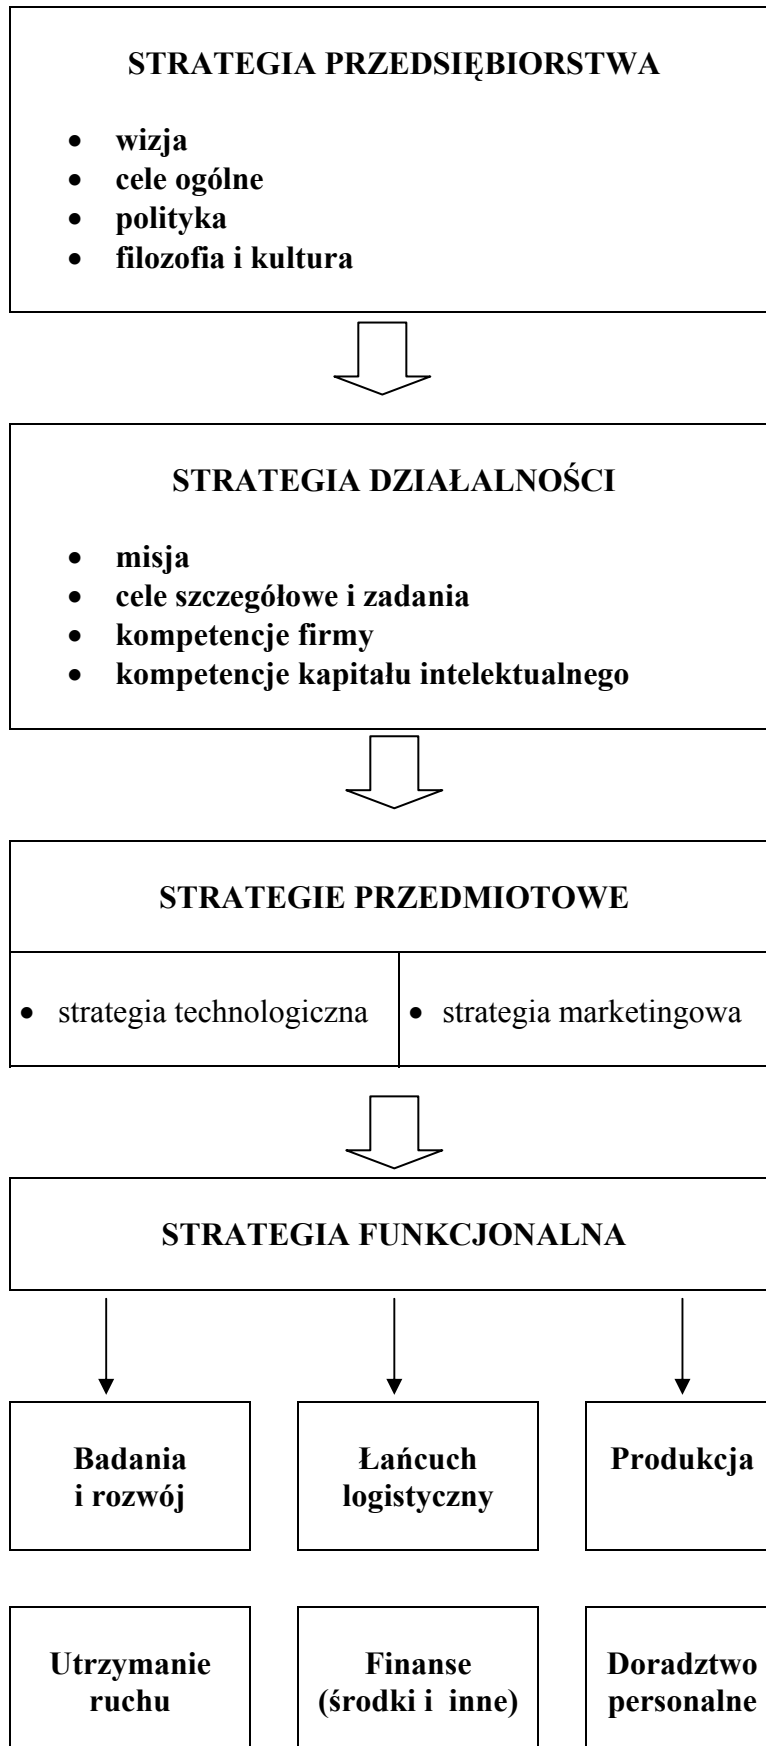 STRATEGIA PRZEDSIĘBIORSTWA
• wizja
• cele ogólne
• polityka
• filozofia i kultura
STRATEGIA DZIAŁALNOŚCI
• misja
• cele szczegółowe i zadania
• kompetencje firmy
• kompetencje kapitału intelektualnego
STRATEGIE PRZEDMIOTOWE
• strategia technologiczna
• strategia marketingowa
STRATEGIA FUNKCJONALNA
Badania
i rozwój
Łańcuch
logistyczny
Produkcja
Utrzymanie
ruchu
Finanse
(środki i inne)
Doradztwo
personalne